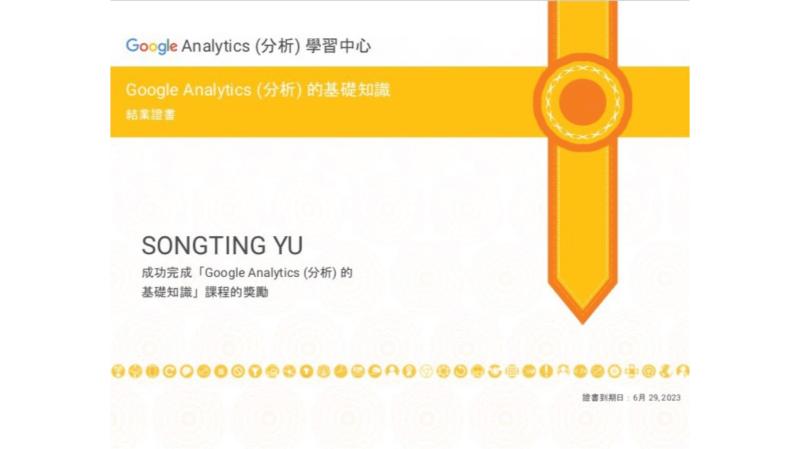 Google Analytics (分析) 學習中心
Google Analytics (分析) 的基礎知識
結業證書
SONGTING YU
成功完成「Google Analytics (分析) 的
基礎知識」課程的獎勵
證書到期日：6月 29, 2023